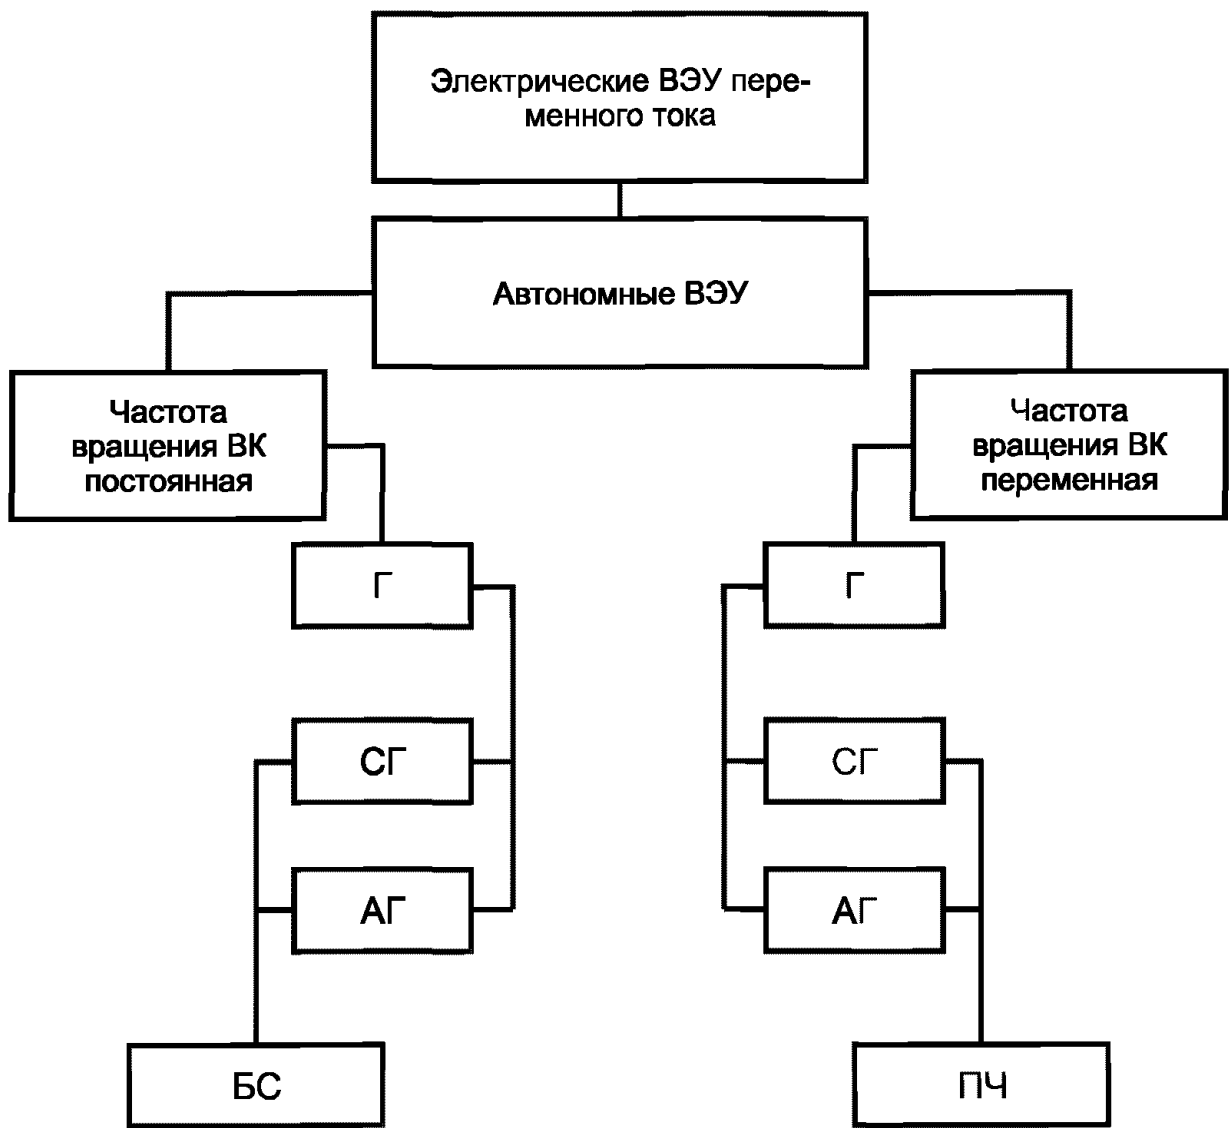 Электрические ВЭУ пере-
менного тока
Автономные ВЭУ
Частота
вращения ВК
постоянная
Частота
вращения ВК
переменная
Г
Г
СГ
СГ
АГ
АГ
БС
ПЧ